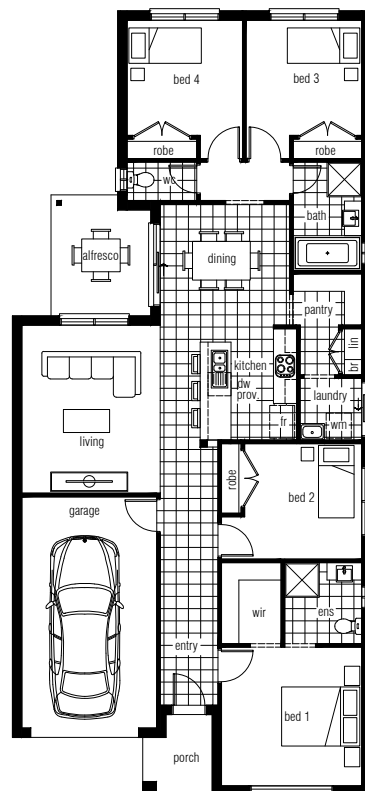 bed 4
bed 3
robe
robe
wc
bath
alfresco
dining
pantry
lin
br
kitchen
dw
prov.
fr
laundry
wm
living
robe
bed 2
garage
wir
ens
entry
bed 1
porch